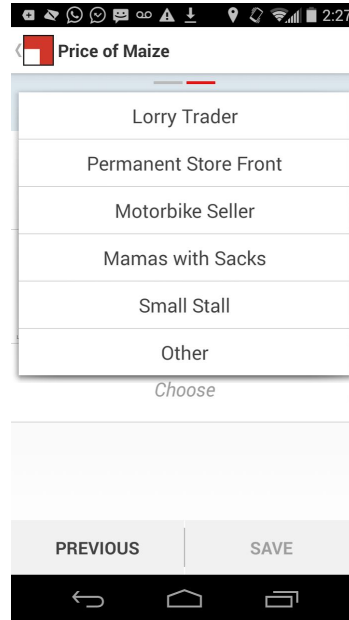 2:27
Price of Maize
Lorry Trader
Permanent Store Front
Motorbike Seller
Mamas with Sacks
Small Stall
Other
Choose
PREVIOUS
SAVE